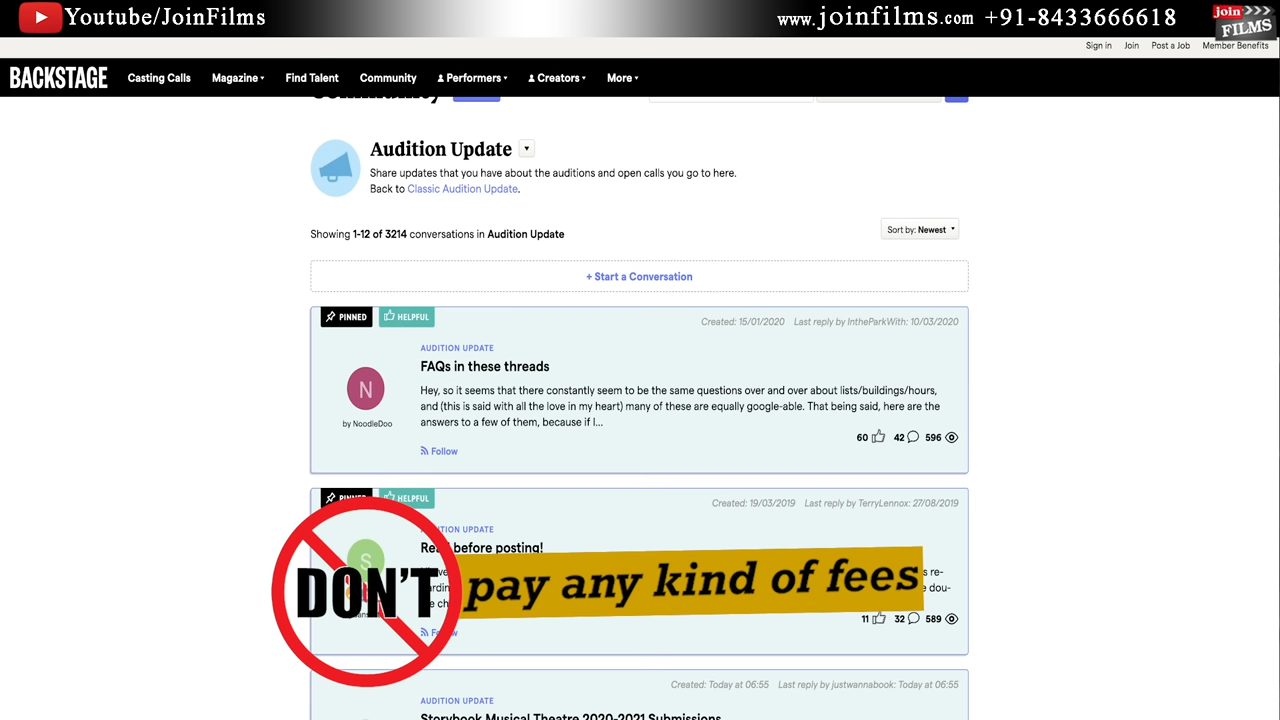 Youtube/JoinFilms
www.joinfilms.com +91-8433666618
join
FILMS
Sign in Join Post a Job Member Benefits
BACKSTAGE Casting Calls Magazine Find Talent Community Performers Creators More
Audition Update
Share updates that you have about the auditions and open calls you go to here.
Back to Classic Audition Update.
Showing 1-12 of 3214 conversations in Audition Update
Sort by: Newest
+ Start a Conversation
PINNED HELPFUL
Created: 15/01/2020 Last reply by IntheParkWith: 10/03/2020
AUDITION UPDATE
FAQs in these threads
Hey, so it seems that there constantly seem to be the same questions over and over about lists/buildings/hours,
and (this is said with all the love in my heart) many of these are equally google-able. That being said, here are the
answers to a few of them, because if I...
N
by NoodleDoo
60 42 596
Follow
PINNED HELPFUL
Created: 19/03/2019 Last reply by TerryLennox: 27/08/2019
AUDITION UPDATE
before posting!
S
DON'T pay any kind of fees
11 32 589
Created: Today at 06:55 Last reply by justwannabook: Today at 06:55
AUDITION UPDATE
Storybook Musical Theatre 2020-2021 Submissions